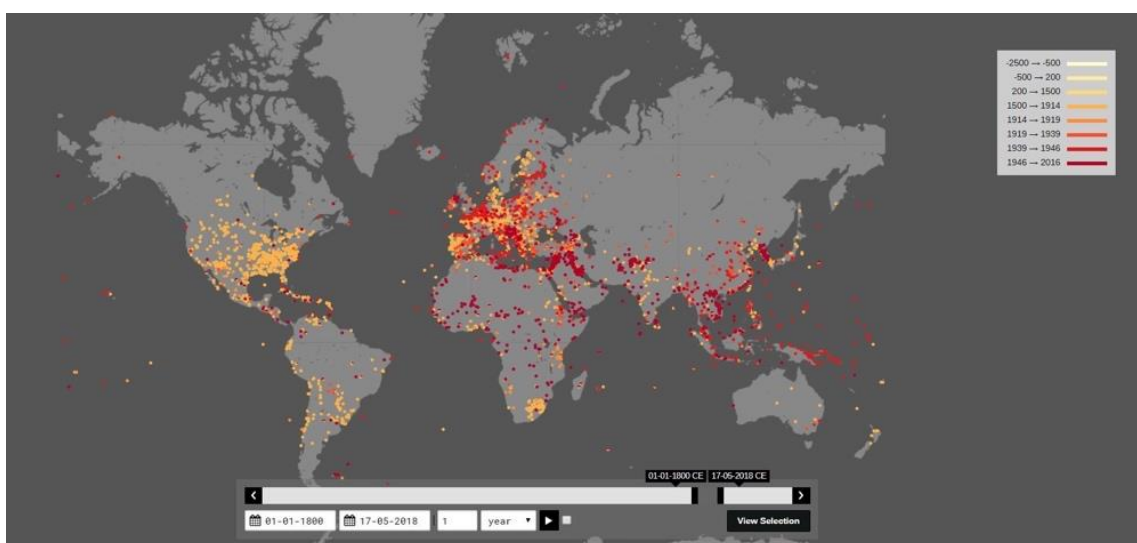 -2500 → -500
-500 → 200
200 → 1500
1500 → 1914
1914 → 1919
1919 → 1939
1939 → 1946
1946 → 2016
01-01-1800 CE 17-05-2018 CE
01-01-1800 17-05-2018 1 year View Selection